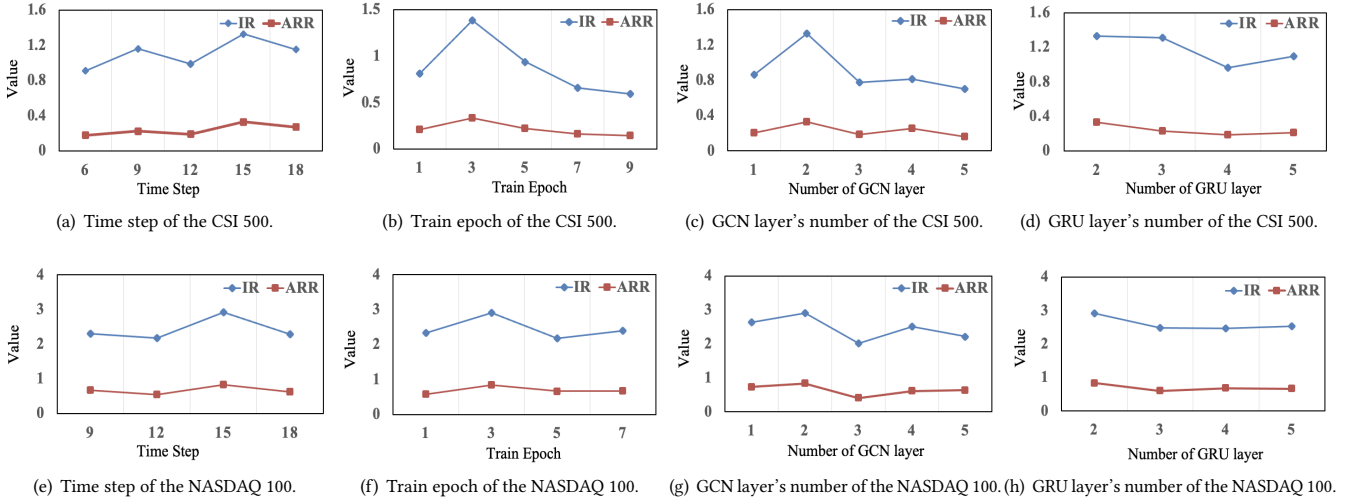 1.6
1.2
0.8
0.4
0
Value
IR ARR
6 9 12 15 18
Time Step
(a) Time step of the CSI 500.
1.5
1
0.5
0
Value
IR ARR
1 3 5 7 9
Train Epoch
(b) Train epoch of the CSI 500.
1.6
1.2
0.8
0.4
0
Value
IR ARR
1 2 3 4 5
Number of GCN layer
(c) GCN layer's number of the CSI 500.
1.6
1.2
0.8
0.4
0
Value
IR ARR
2 3 4 5
Number of GRU layer
(d) GRU layer's number of the CSI 500.
4
3
2
1
0
Value
IR ARR
9 12 15 18
Time Step
(e) Time step of the NASDAQ 100.
4
3
2
1
0
Value
IR ARR
1 3 5 7
Train Epoch
(f) Train epoch of the NASDAQ 100.
4
3
2
1
0
Value
IR ARR
1 2 3 4 5
Number of GCN layer
(g) GCN layer's number of the NASDAQ 100.
4
3
2
1
0
Value
IR ARR
2 3 4 5
Number of GRU layer
(h) GRU layer's number of the NASDAQ 100.